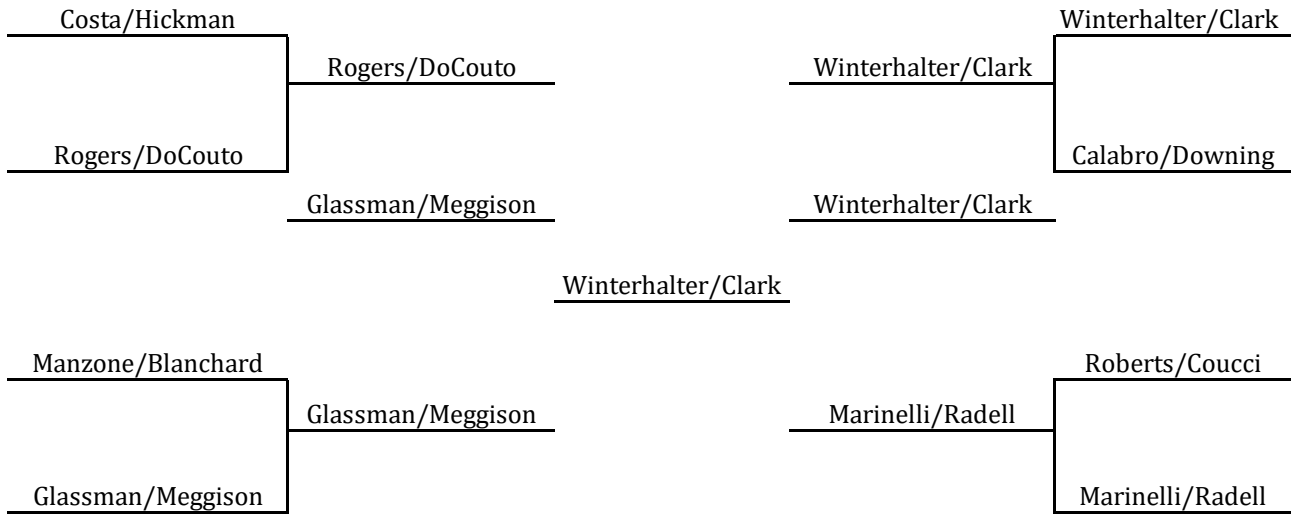 Costa/Hickman
Winterhalter/Clark
Rogers/DoCouto
Winterhalter/Clark
Rogers/DoCouto
Calabro/Downing
Glassman/Meggison
Winterhalter/Clark
Winterhalter/Clark
Manzone/Blanchard
Roberts/Coucci
Glassman/Meggison
Marinelli/Radell
Glassman/Meggison
Marinelli/Radell